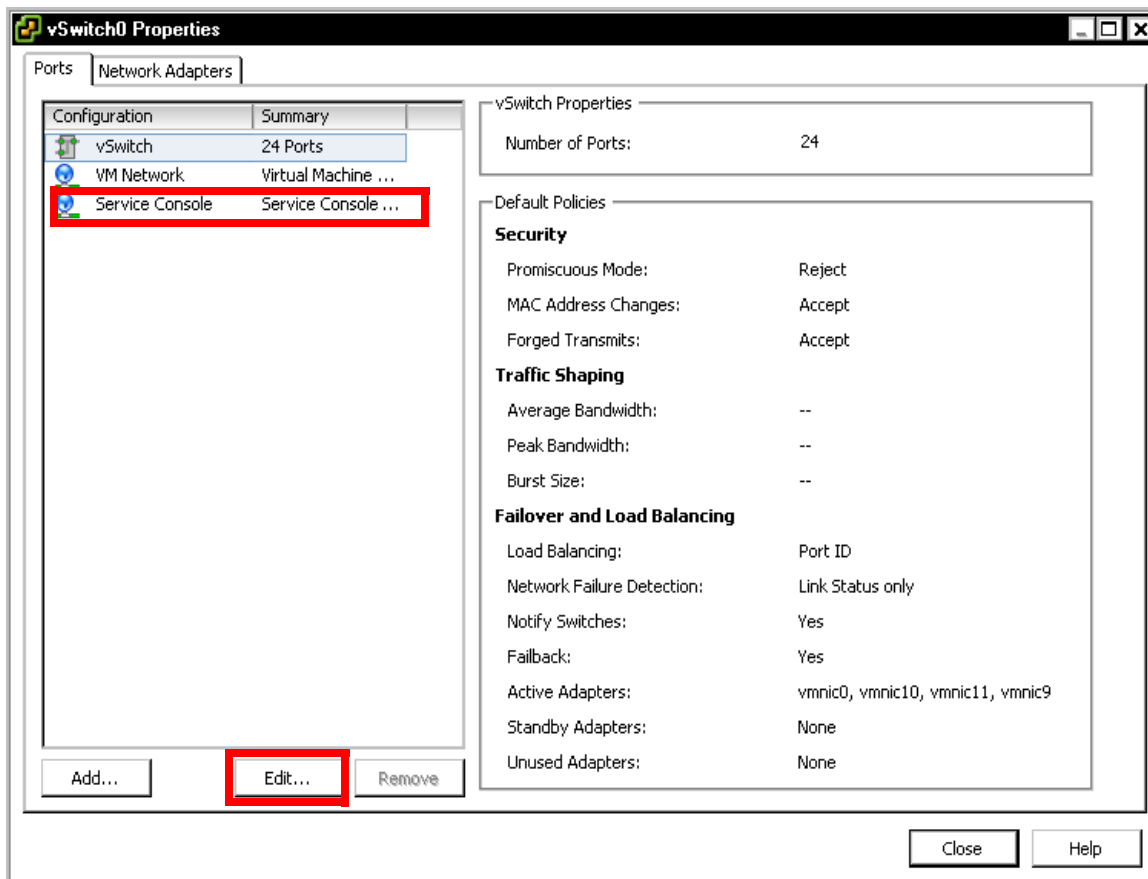 vSwitch0 Properties
Ports
Network Adapters
Configuration Summary
vSwitch 24 Ports
VM Network Virtual Machine ...
Service Console Service Console ...
Add...
Edit...
Remove
vSwitch Properties
Number of Ports: 24
Default Policies
Security
Promiscuous Mode: Reject
MAC Address Changes: Accept
Forged Transmits: Accept
Traffic Shaping
Average Bandwidth: --
Peak Bandwidth: --
Burst Size: --
Failover and Load Balancing
Load Balancing: Port ID
Network Failure Detection: Link Status only
Notify Switches: Yes
Failback: Yes
Active Adapters: vmnic0, vmnic10, vmnic11, vmnic9
Standby Adapters: None
Unused Adapters: None
Close
Help